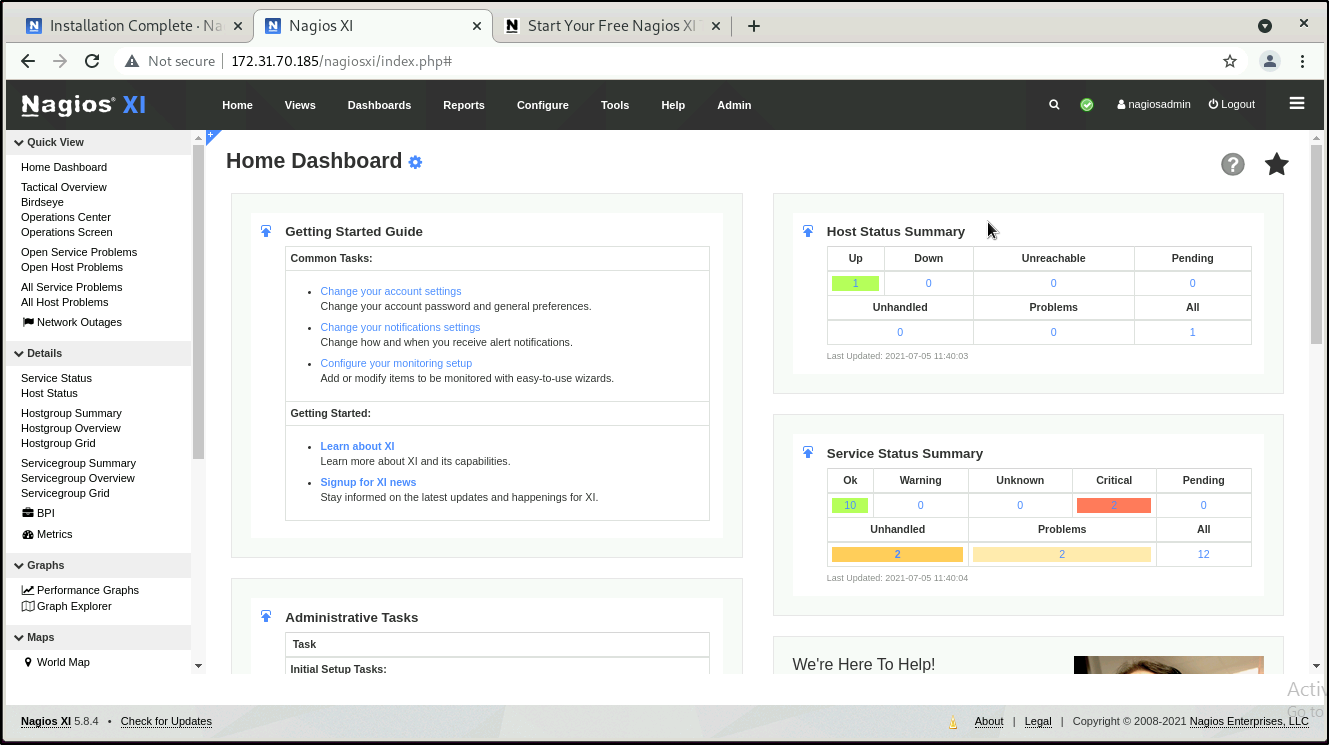 Installation Complete · Na
Nagios XI
Start Your Free Nagios XI
Not secure | 172.31.70.185/nagiosxi/index.php#
Nagios® XI
Home Views Dashboards Reports Configure Tools Help Admin
nagiosadmin Logout
Quick View
Home Dashboard
Tactical Overview
Birdseye
Operations Center
Operations Screen
Open Service Problems
Open Host Problems
All Service Problems
All Host Problems
Network Outages
Details
Service Status
Host Status
Hostgroup Summary
Hostgroup Overview
Hostgroup Grid
Servicegroup Summary
Servicegroup Overview
Servicegroup Grid
BPI
Metrics
Graphs
Performance Graphs
Graph Explorer
Maps
World Map
Home Dashboard
Getting Started Guide
Common Tasks:
Change your account settings
Change your account password and general preferences.
Change your notifications settings
Change how and when you receive alert notifications.
Configure your monitoring setup
Add or modify items to be monitored with easy-to-use wizards.
Getting Started:
Learn about XI
Learn more about XI and its capabilities.
Signup for XI news
Stay informed on the latest updates and happenings for XI.
Administrative Tasks
Task
Initial Setup Tasks:
Host Status Summary
Up Down Unreachable Pending
1 0 0 0
Unhandled Problems All
0 0 1
Last Updated: 2021-07-05 11:40:03
Service Status Summary
Ok Warning Unknown Critical Pending
10 0 0 2 0
Unhandled Problems All
2 2 12
Last Updated: 2021-07-05 11:40:04
We're Here To Help!
Activ
Go to
Nagios XI 5.8.4 • Check for Updates
About | Legal | Copyright © 2008-2021 Nagios Enterprises, LLC